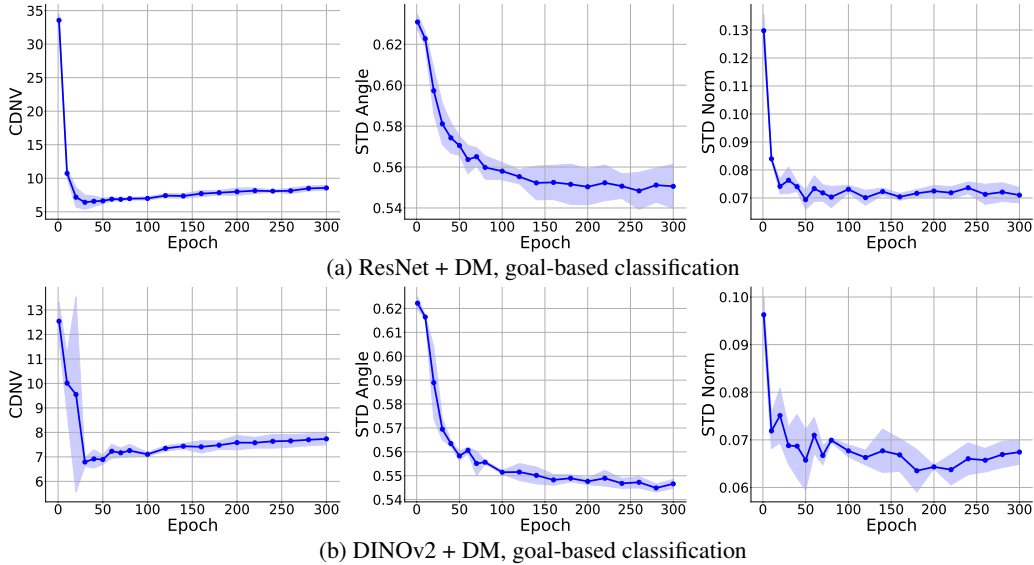 35
30
25
20
15
10
5
CDNV
0 50 100 150 200 250 300
Epoch
0.62
0.60
0.58
0.56
0.54
STD Angle
0 50 100 150 200 250 300
Epoch
0.13
0.12
0.11
0.10
0.09
0.08
0.07
STD Norm
0 50 100 150 200 250 300
Epoch
(a) ResNet + DM, goal-based classification
13
12
11
10
9
8
7
6
CDNV
0 50 100 150 200 250 300
Epoch
0.62
0.61
0.60
0.59
0.58
0.57
0.56
0.55
0.54
STD Angle
0 50 100 150 200 250 300
Epoch
0.10
0.09
0.08
0.07
0.06
STD Norm
0 50 100 150 200 250 300
Epoch
(b) DINOv2 + DM, goal-based classification